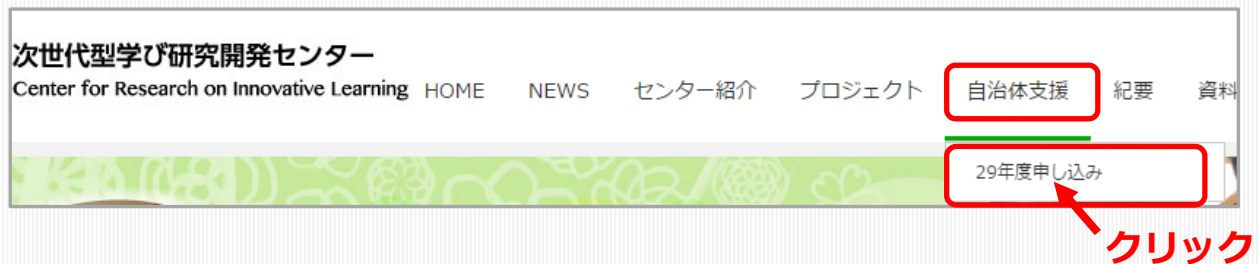 次世代型学び研究開発センター
Center for Research on Innovative Learning HOME NEWS センター紹介 プロジェクト 自治体支援 紀要 資料
29年度申し込み
クリック